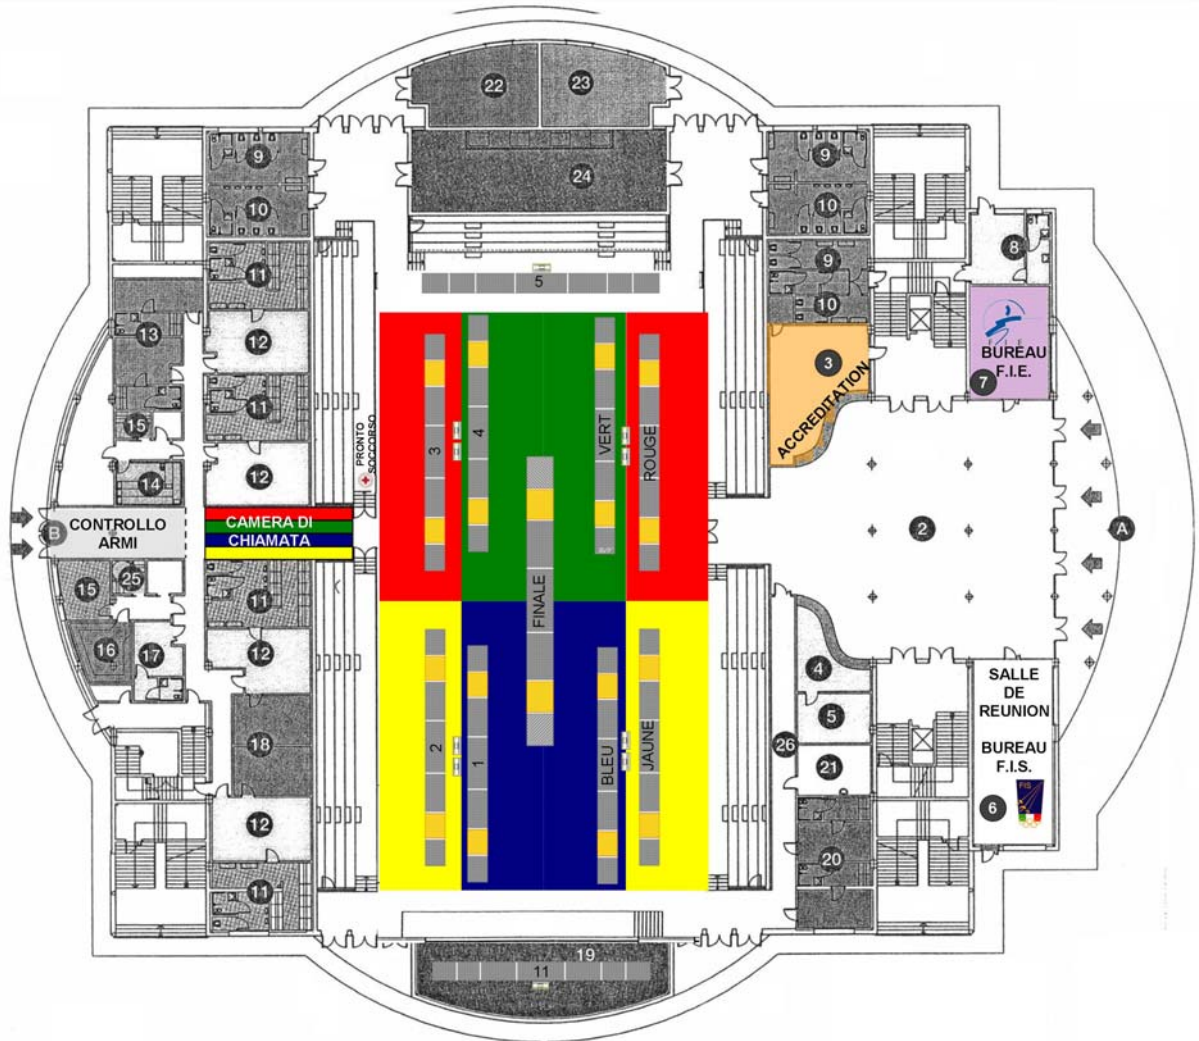 22
23
9
9
24
10
10
8
11
9
5
10
F I E
BUREAU
F.I.E.
7
13
12
3
ACCREDITATION
11
15
PRONTO
SOCCORSO
3
4
VERT
ROUGE
12
14
B
CONTROLLO
ARMI
CAMERA DI
CHIAMATA
2
A
15
25
11
FINALE
16
17
12
4
SALLE
DE
REUNION
BUREAU
F.I.S.
FIS
6
5
26
21
18
2
1
BLEU
JAUNE
12
20
11
19
11